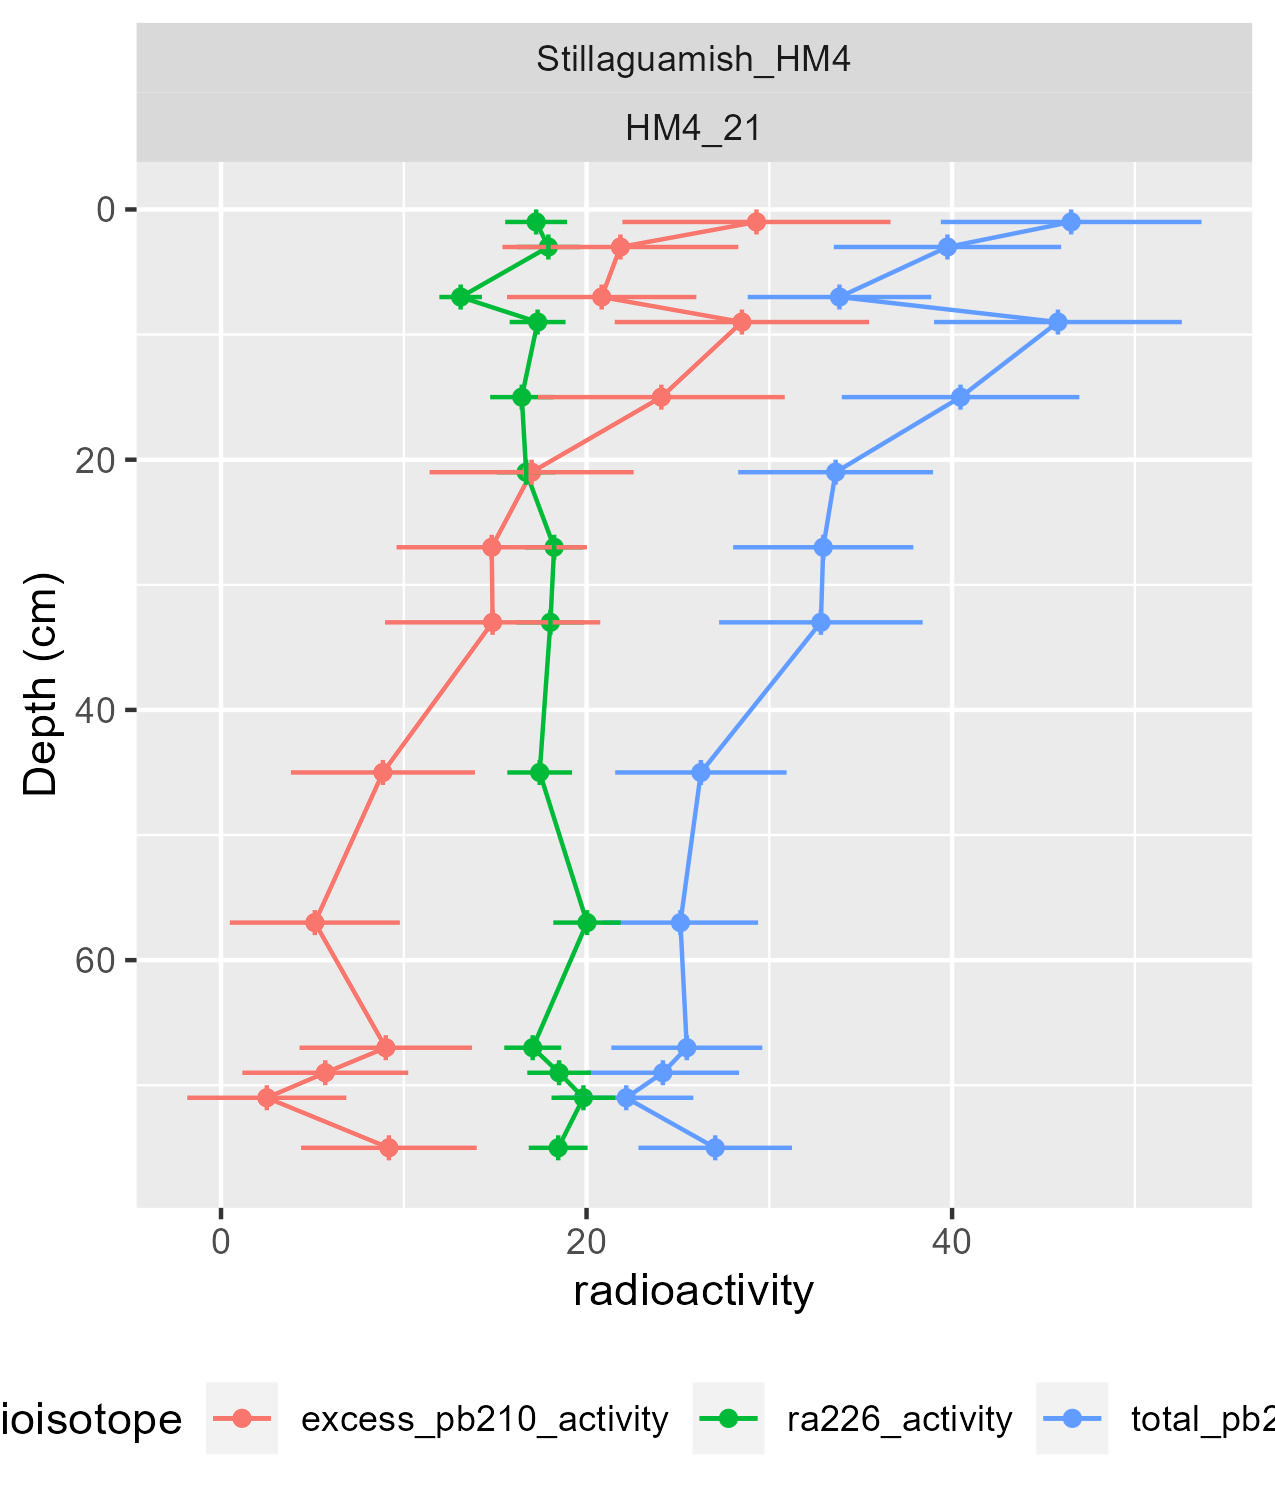 Stillaguamish_HM4
HM4_21
0
20
40
60
Depth (cm)
0 20 40
radioactivity
ioisotope excess_pb210_activity ra226_activity total_pb2